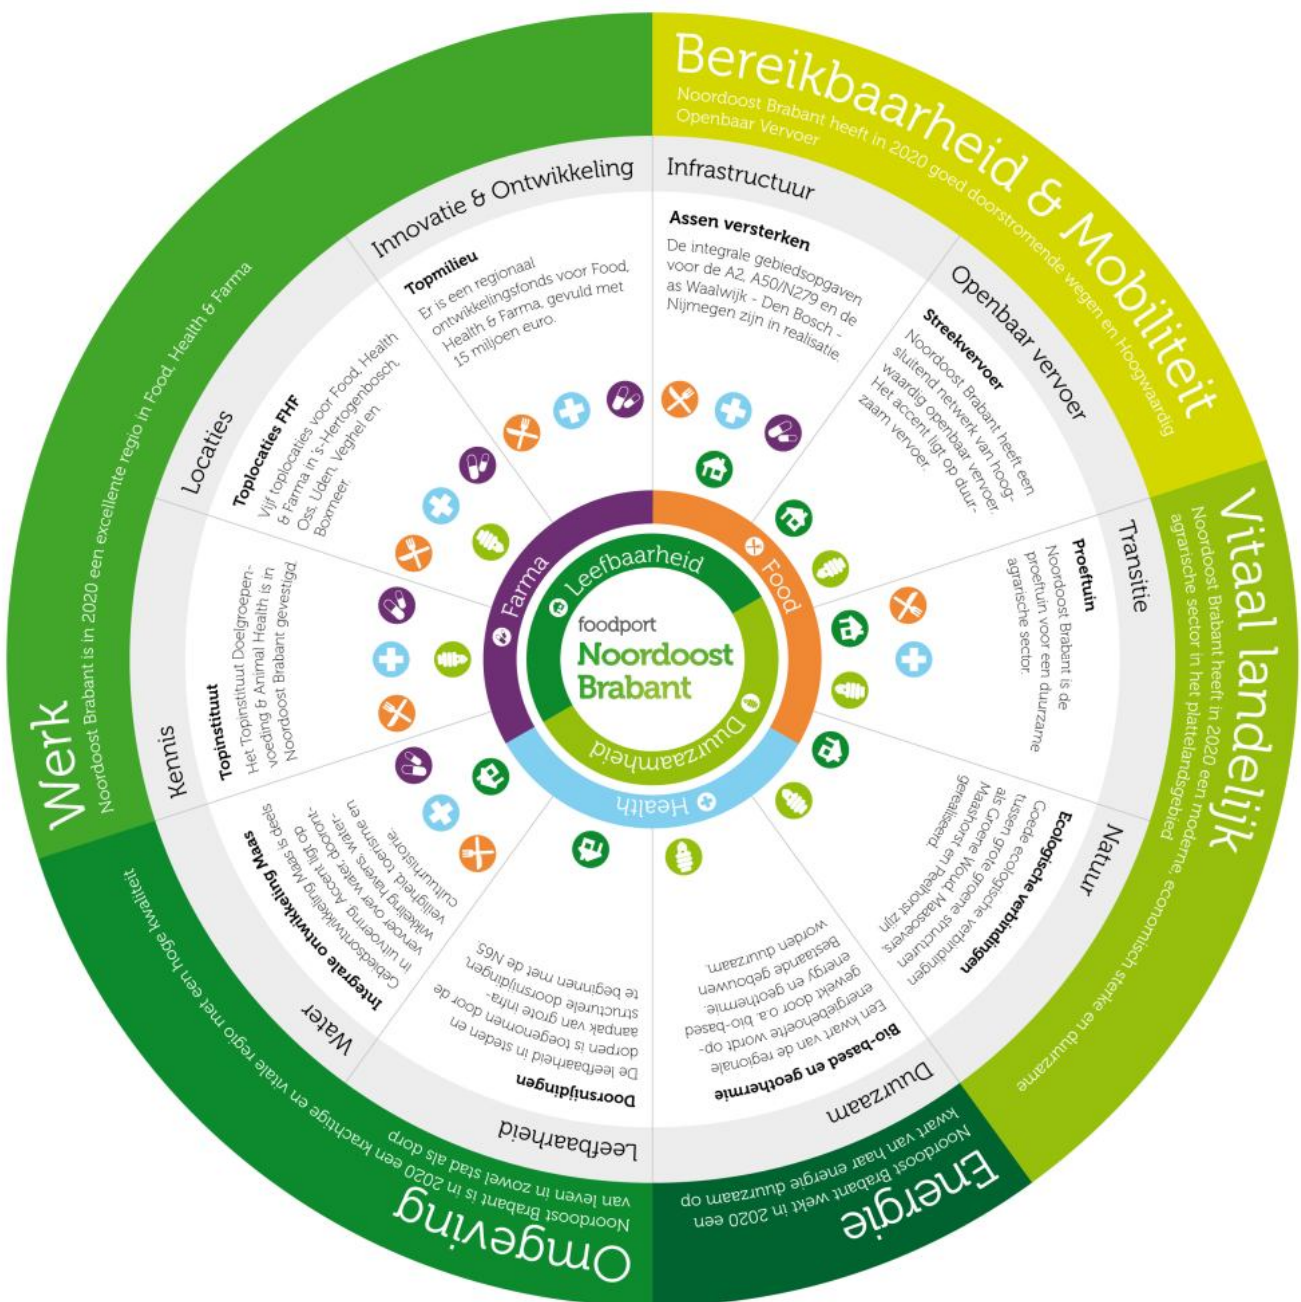 Bereikbaarheid & Mobiliteit
Noordoost Brabant heeft in 2020 goed doorstromende wegen en Hoogwaardig
Openbaar Vervoer
Infrastructuur
Assen versterken
De integrale gebiedsopgaven
voor de A2, A50/N279 en de
as Waalwijk - Den Bosch -
Nijmegen zijn in realisatie
Openbaar vervoer
Streekvervoer
Noordoost Brabant heeft een
sluitend netwerk van hoog-
waardig openbaar vervoer.
Het accent ligt op duur-
zaam vervoer.
Vitaal landelijk
Noordoost Brabant heeft in 2020 een moderne, economisch sterke en duurzame
agrarische sector in het plattelandsgebied
Transitie
Proeftuin
Noordoost Brabant is de
proeftuin voor een duurzame
agrarische sector.
Natuur
Ecologische verbindingen
Goede ecologische verbindingen
tussen grote groene structuren
als Groene Woud, Maasoevers,
Maashorst en Peelhorst zijn
gerealiseerd.
Energie
Noordoost Brabant wekt in 2020 een
kwart van haar energie duurzaam op
Duurzaam
Bio-based en geothermie
Een kwart van de regionale
energiebehoefte wordt op-
gewekt door o.a. bio-based
energy en geothermie.
Bestaande gebouwen
worden duurzaam.
Omgeving
Noordoost Brabant is in 2020 een krachtige en vitale regio met een hoge kwaliteit
van leven in zowel stad als dorp
Leefbaarheid
Doorsnijdingen
De leefbaarheid in steden en
dorpen is toegenomen door de
aanpak van grote infra-
structurele doorsnijdingen,
te beginnen met de N65.
Water
Integrale ontwikkeling Maas
Gebiedsontwikkeling Maas is deels
in uitvoering. Accent ligt op
vervoer over water, dooront-
wikkeling havens, water-
veiligheid, toerisme en
cultuurhistorie.
Werk
Noordoost Brabant is in 2020 een excellente regio in Food, Health & Farma
Kennis
Topinstituut
Het Topinstituut Doelgroepen-
voeding & Animal Health is in
Noordoost Brabant gevestigd.
Locaties
Toplocaties FHF
Vijf toplocaties voor Food, Health
& Farma in 's-Hertogenbosch,
Oss, Uden, Veghel en
Boxmeer.
Innovatie & Ontwikkeling
Topmilieu
Er is een regionaal
ontwikkelingsfonds voor Food,
Health & Farma, gevuld met
15 miljoen euro.
Farma
Food
Health
Leefbaarheid
Duurzaamheid
foodport
Noordoost
Brabant